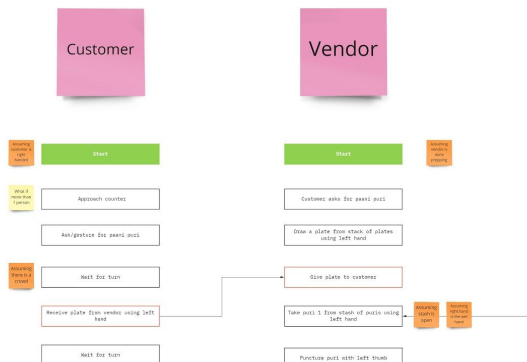 Customer
Vendor
Assuming
customer is
right
handed
Start
Start
Assuming
vendor is
done
prepping
What if
more than
1 person
Approach counter
Customer asks for paani puri
Ask/gesture for paani puri
Draw a plate from stack of plates
using left hand
Assuming
there is a
crowd
Wait for turn
Give plate to customer
Receive plate from vendor using left
hand
Take puri 1 from stash of puris using
left hand
Assuming
stash is
open
Assuming
right hand
is the wet
hand
Wait for turn
Puncture puri with left thumb